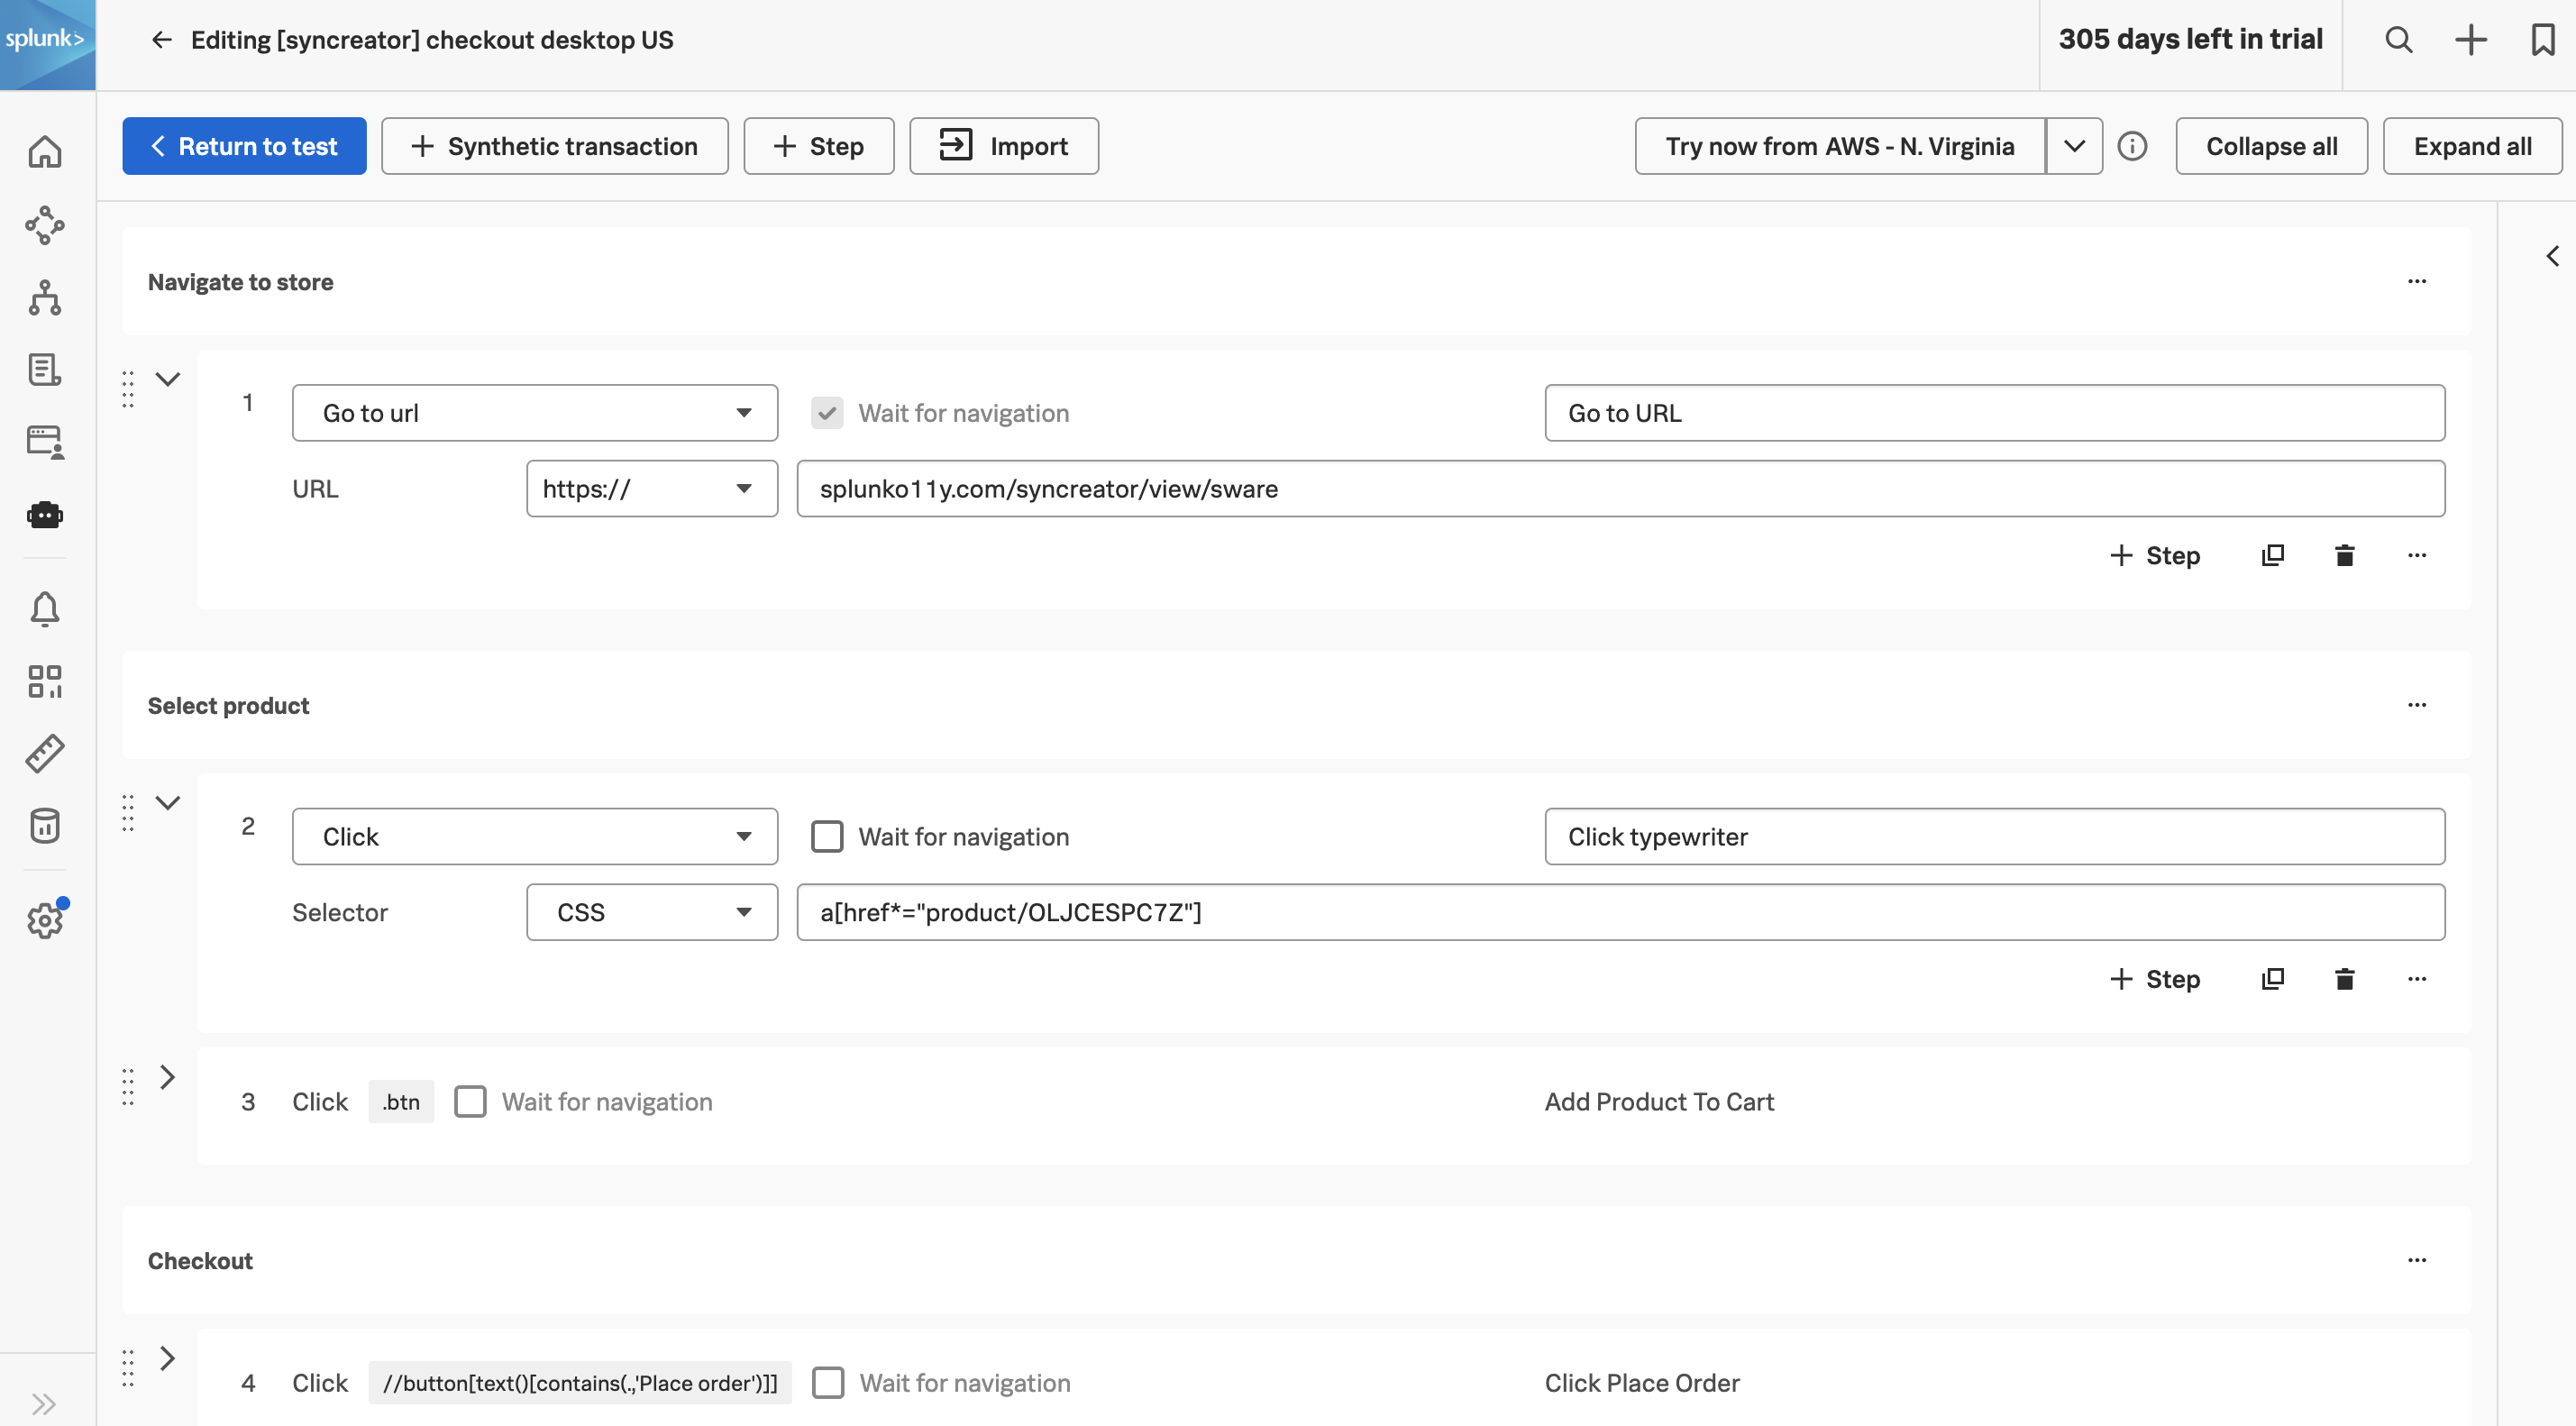 splunk>
Editing [syncreator] checkout desktop US
305 days left in trial
Return to test
Synthetic transaction
Step
Import
Try now from AWS - N. Virginia
Collapse all
Expand all
Navigate to store
1
Go to url
Wait for navigation
Go to URL
URL
https://
splunko11y.com/syncreator/view/sware
Step
Select product
2
Click
Wait for navigation
Click typewriter
Selector
CSS
a[href*="product/OLJCESPC7Z"]
Step
3
Click
.btn
Wait for navigation
Add Product To Cart
Checkout
4
Click
//button[text()[contains(.,'Place order')]]
Wait for navigation
Click Place Order